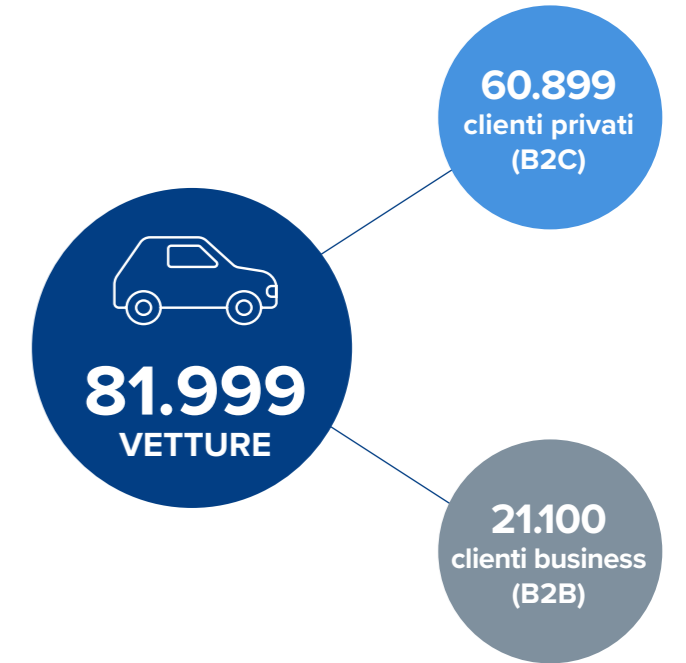 60.899
clienti privati
(B2C)
81.999
VETTURE
21.100
clienti business
(B2B)